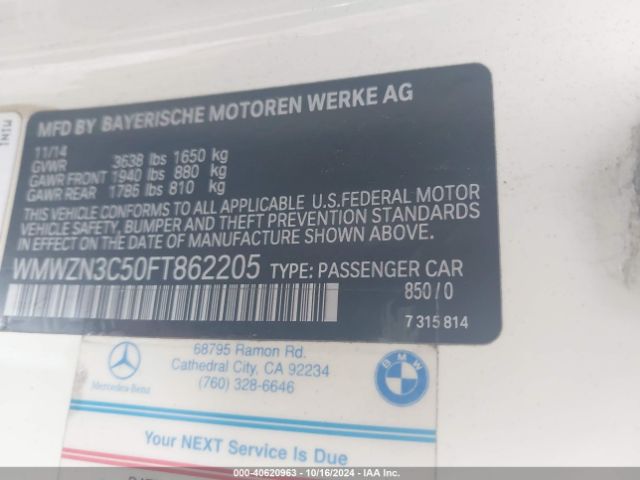 MINI
MFD BY BAYERISCHE MOTOREN WERKE AG
11/14
GVWR 3638 lbs 1650 kg
GAWR FRONT 1940 lbs 880 kg
GAWR REAR 1786 lbs 810 kg
THIS VEHICLE CONFORMS TO ALL APPLICABLE U.S.FEDERAL MOTOR
VEHICLE SAFETY, BUMPER AND THEFT PREVENTION STANDARDS
IN EFFECT ON THE DATE OF MANUFACTURE SHOWN ABOVE.
WMWZN3C50FT862205 TYPE: PASSENGER CAR
850/0
7 315 814
68795 Ramon Rd.
Cathedral City, CA 92234
(760) 328-6646
Mercedes-Benz
BMW
Your NEXT Service Is Due
000-40620963 - 10/16/2024 - IAA Inc.